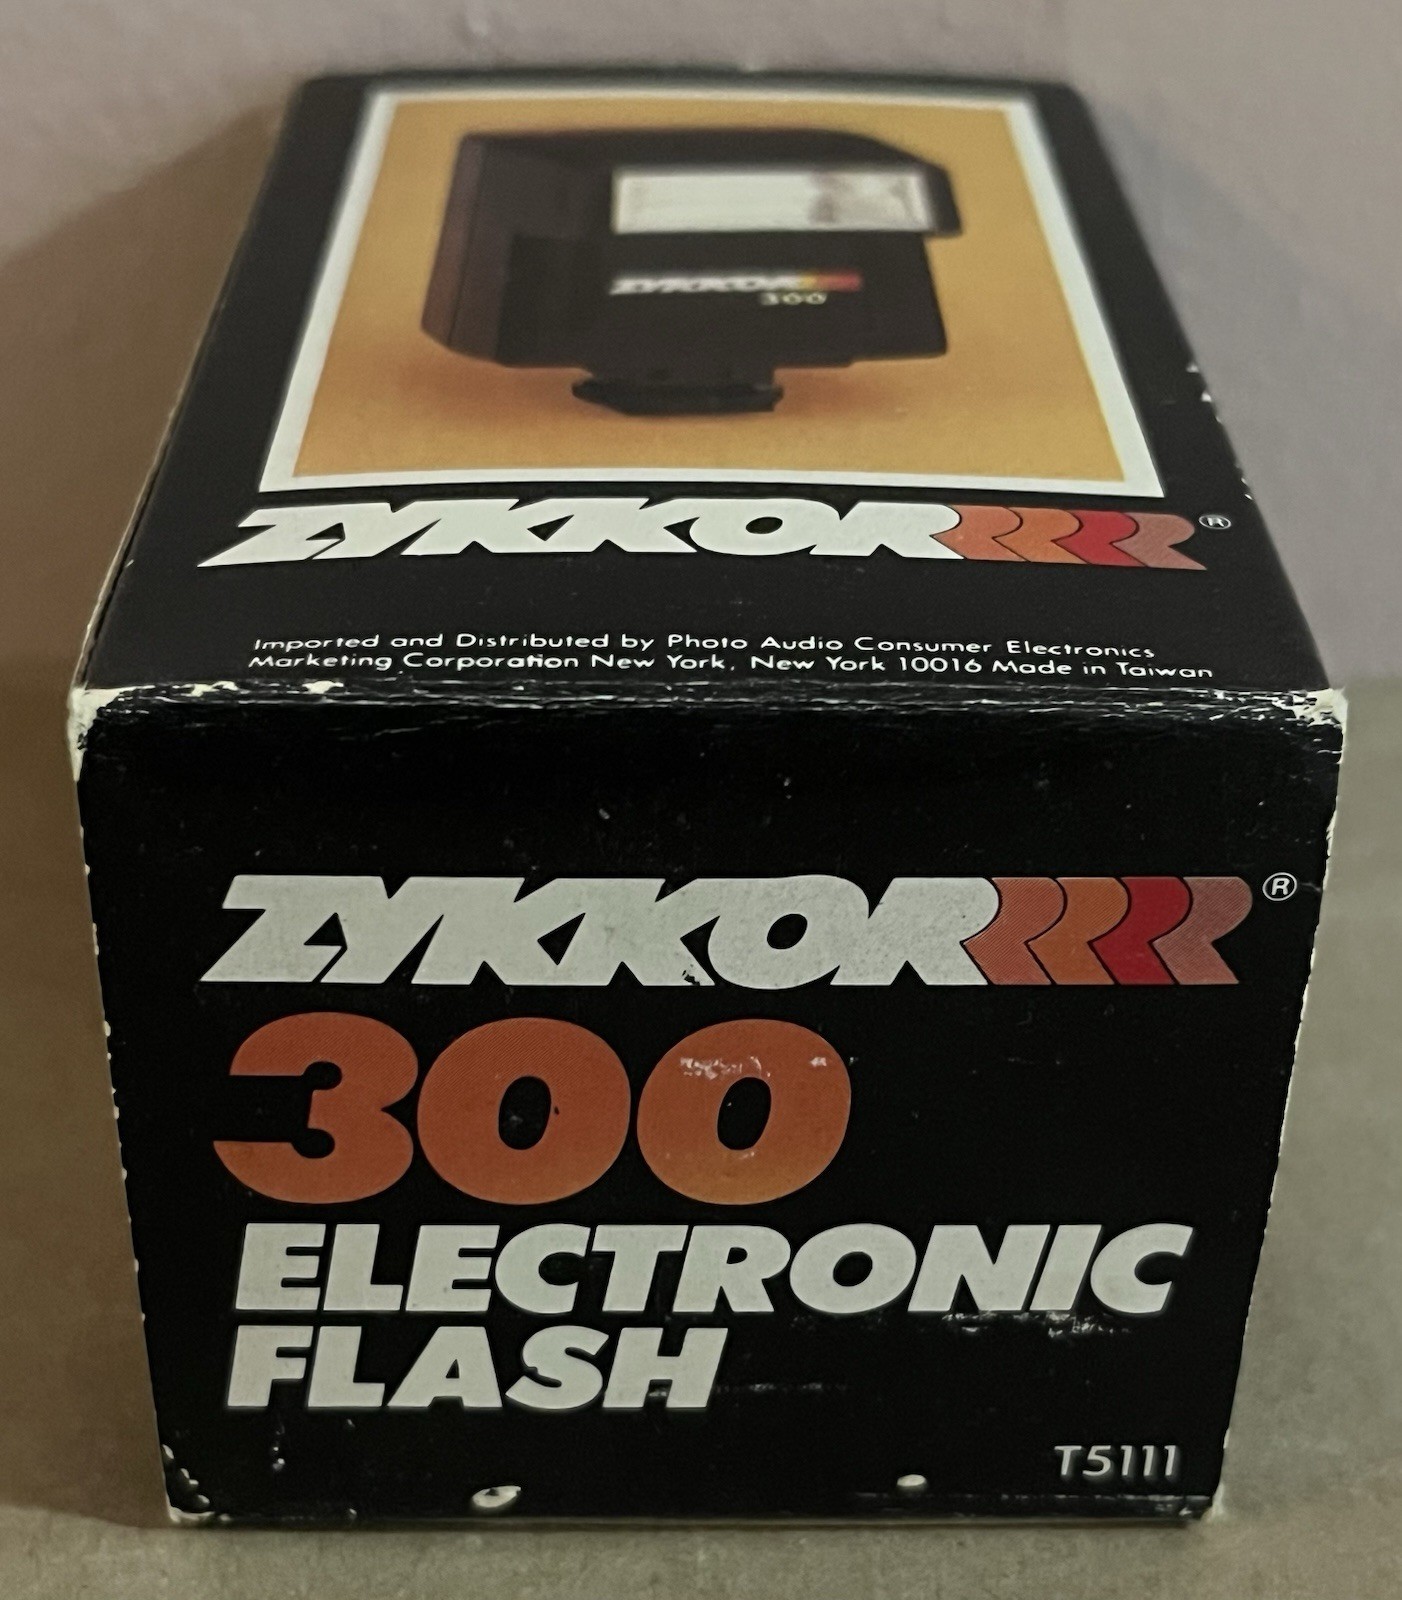 ZYKKOR
300
ZYKKOR®
Imported and Distributed by Photo Audio Consumer Electronics
Marketing Corporation New York, New York 10016 Made in Taiwan
ZYKKOR®
300
ELECTRONIC
FLASH
T5111